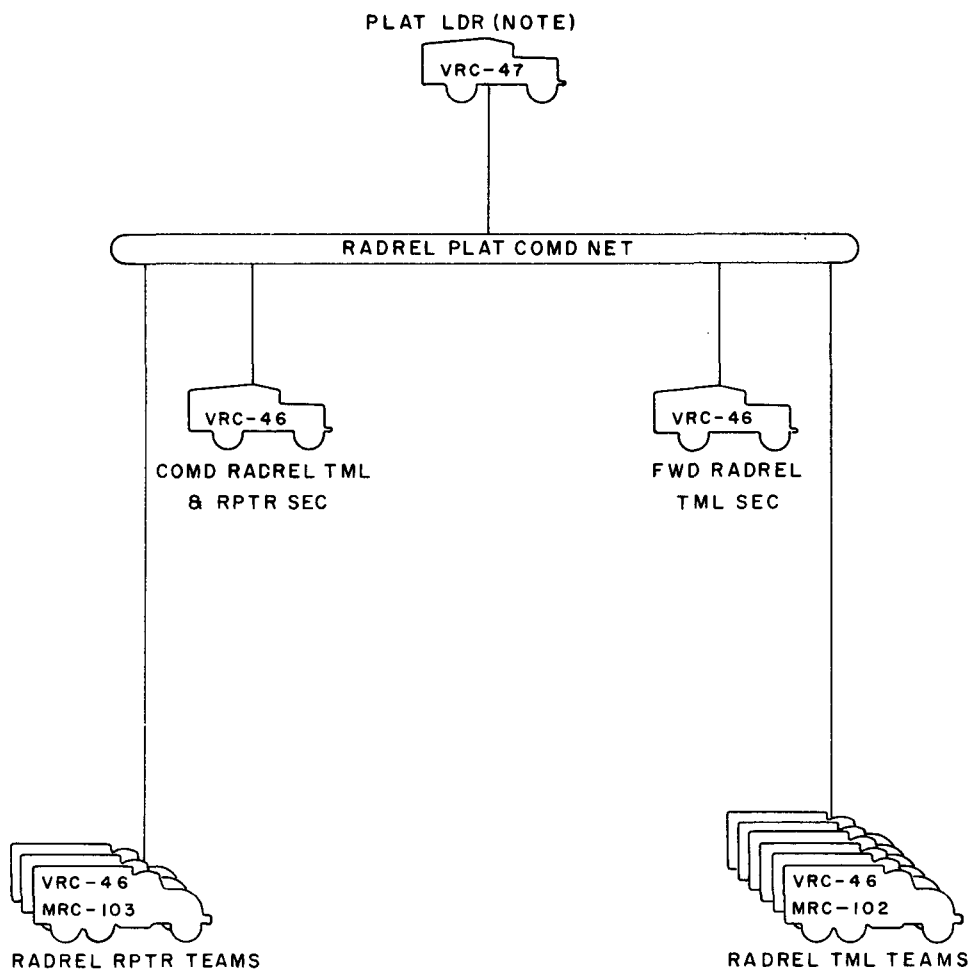 PLAT LDR (NOTE)
VRC-47
RADREL PLAT COMD NET
VRC-46
COMD RADREL TML
& RPTR SEC
VRC-46
FWD RADREL
TML SEC
VRC-46
MRC-103
RADREL RPTR TEAMS
VRC-46
MRC-102
RADREL TML TEAMS